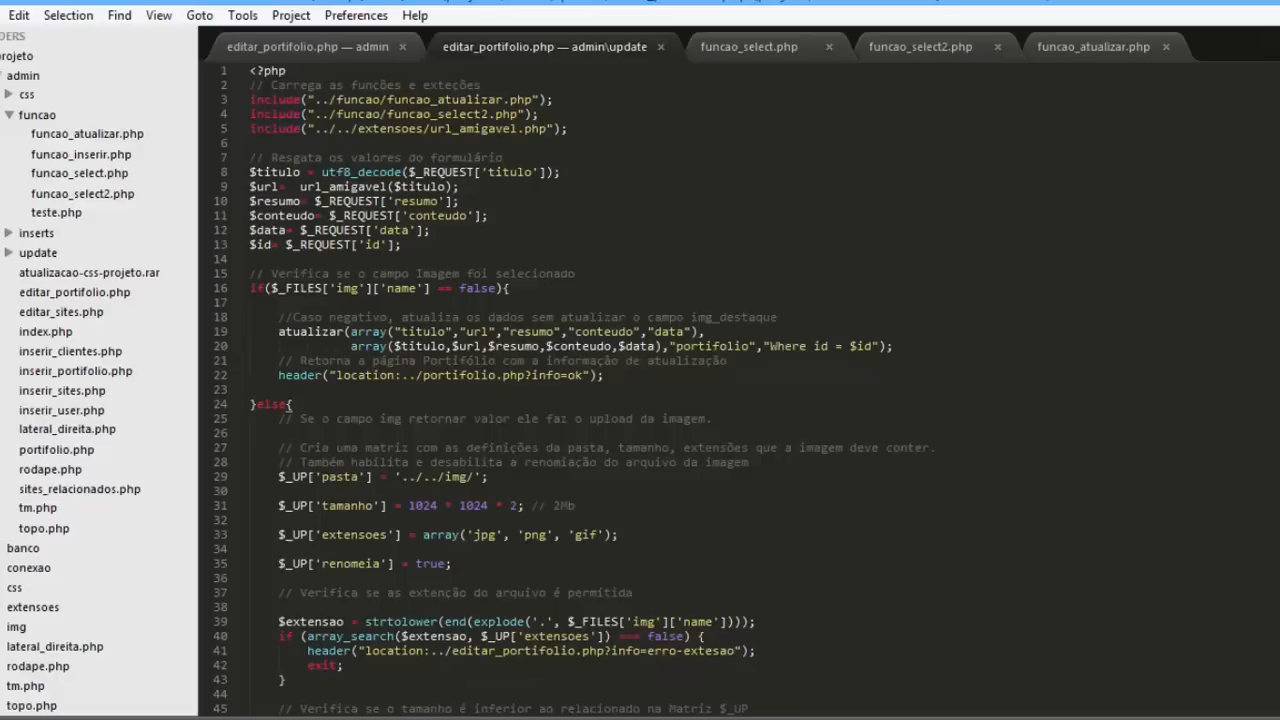 Edit Selection Find View Goto Tools Project Preferences Help
DERS
rojeto
admin
css
funcao
funcao_atualizar.php
funcao_inserir.php
funcao_select.php
funcao_select2.php
teste.php
inserts
update
atualizacao-css-projeto.rar
editar_portifolio.php
editar_sites.php
index.php
inserir_clientes.php
inserir_portifolio.php
inserir_sites.php
inserir_user.php
lateral_direita.php
portifolio.php
rodape.php
sites_relacionados.php
tm.php
topo.php
banco
conexao
css
extensoes
img
lateral_direita.php
rodape.php
tm.php
topo.php
editar_portifolio.php — admin × editar_portifolio.php — admin\update × funcao_select.php × funcao_select2.php × funcao_atualizar.php ×
1 <?php
2 // Carrega as funções e exteções
3 include("../funcao/funcao_atualizar.php");
4 include("../funcao/funcao_select2.php");
5 include("../../extensoes/url_amigavel.php");
6
7 // Resgata os valores do formulário
8 $titulo = utf8_decode($_REQUEST['titulo']);
9 $url= url_amigavel($titulo);
10 $resumo= $_REQUEST['resumo'];
11 $conteudo= $_REQUEST['conteudo'];
12 $data= $_REQUEST['data'];
13 $id= $_REQUEST['id'];
14
15 // Verifica se o campo Imagem foi selecionado
16 if($_FILES['img']['name'] == false){
17
18 //Caso negativo, atualiza os dados sem atualizar o campo img_destaque
19 atualizar(array("titulo","url","resumo","conteudo","data"),
20 array($titulo,$url,$resumo,$conteudo,$data),"portifolio","Where id = $id");
21 // Retorna a página Portifólio com a informação de atualização
22 header("location:../portifolio.php?info=ok");
23
24 }else{
25 // Se o campo img retornar valor ele faz o upload da imagem.
26
27 // Cria uma matriz com as definições da pasta, tamanho, extensões que a imagem deve conter.
28 // Também habilita e desabilita a renomiação do arquivo da imagem
29 $_UP['pasta'] = '../../img/';
30
31 $_UP['tamanho'] = 1024 * 1024 * 2; // 2Mb
32
33 $_UP['extensoes'] = array('jpg', 'png', 'gif');
34
35 $_UP['renomeia'] = true;
36
37 // Verifica se as extenção do arquivo é permitida
38
39 $extensao = strtolower(end(explode('.', $_FILES['img']['name'])));
40 if (array_search($extensao, $_UP['extensoes']) === false) {
41 header("location:../editar_portifolio.php?info=erro-extesao");
42 exit;
43 }
44
45 // Verifica se o tamanho é inferior ao relacionado na Matriz $_UP